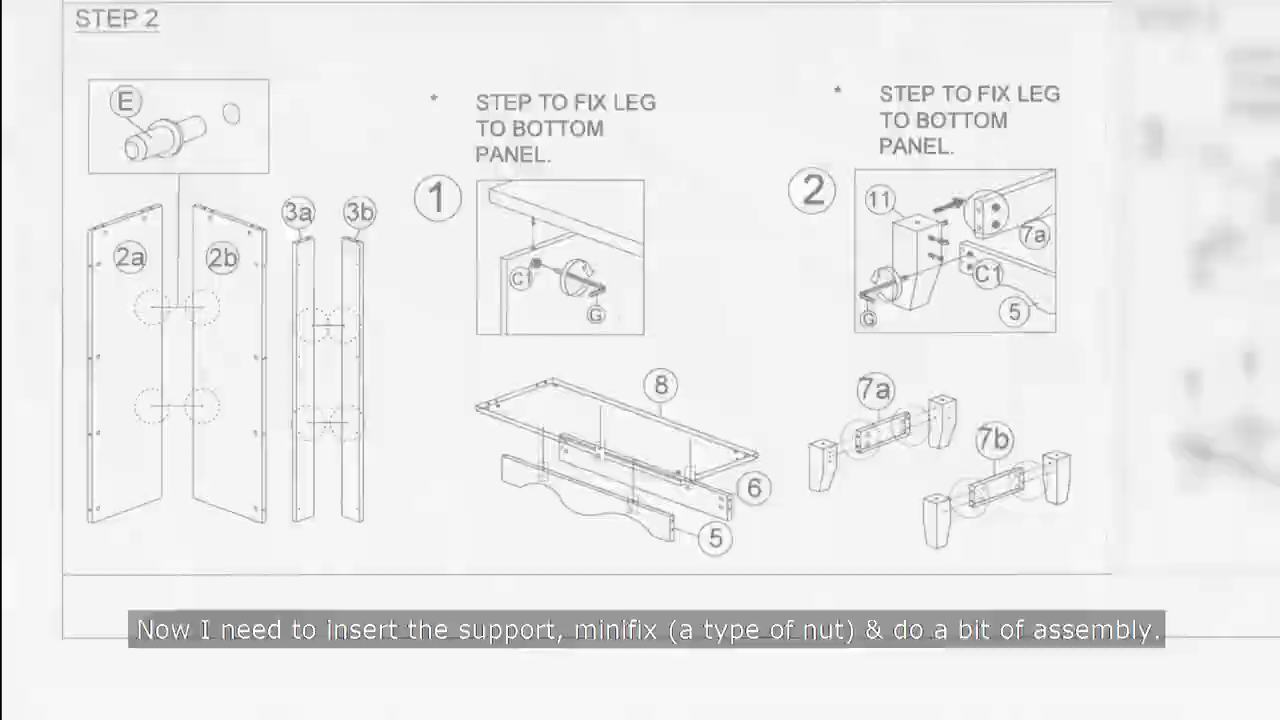 STEP 2
E
2a
2b
3a
3b
* STEP TO FIX LEG
TO BOTTOM
PANEL.
1
C1
G
8
6
5
* STEP TO FIX LEG
TO BOTTOM
PANEL.
2
11
7a
C1
5
G
7a
7b
Now I need to insert the support, minifix (a type of nut) & do a bit of assembly.